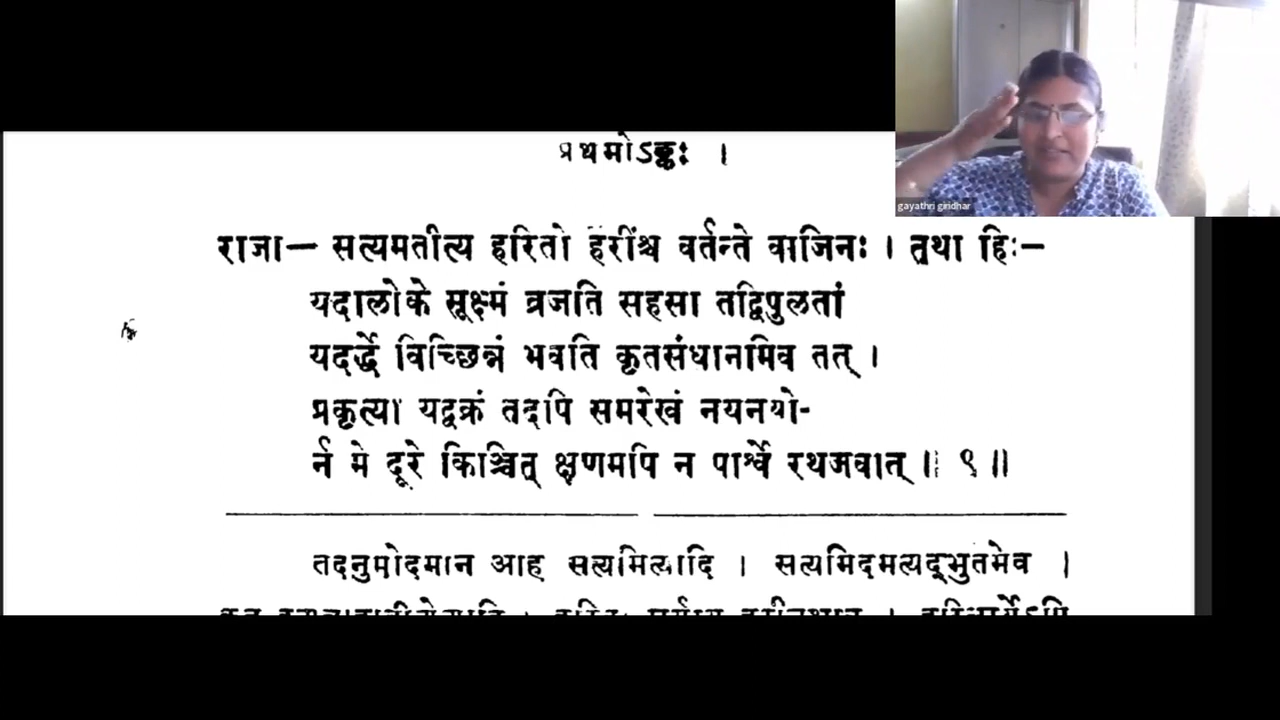 प्रथमोऽङ्कः ।
gayathri giridhar
राजा— सत्यमतीत्य हरितो हरींश्च वर्तन्ते वाजिनः । तथा हिः—
यदालोके सूक्ष्मं व्रजति सहसा तद्विपुलतां
यदर्द्धे विच्छिन्नं भवति कृतसंधानमिव तत् ।
प्रकृत्या यद्वक्रं तदपि समरेखं नयनयो-
र्न मे दूरे किञ्चित् क्षणमपि न पार्श्वे रथजवात् ॥ ९ ॥
तदनुमोदमान आह सत्यमित्यादि । सत्यमिदमत्यद्भुतमेव ।